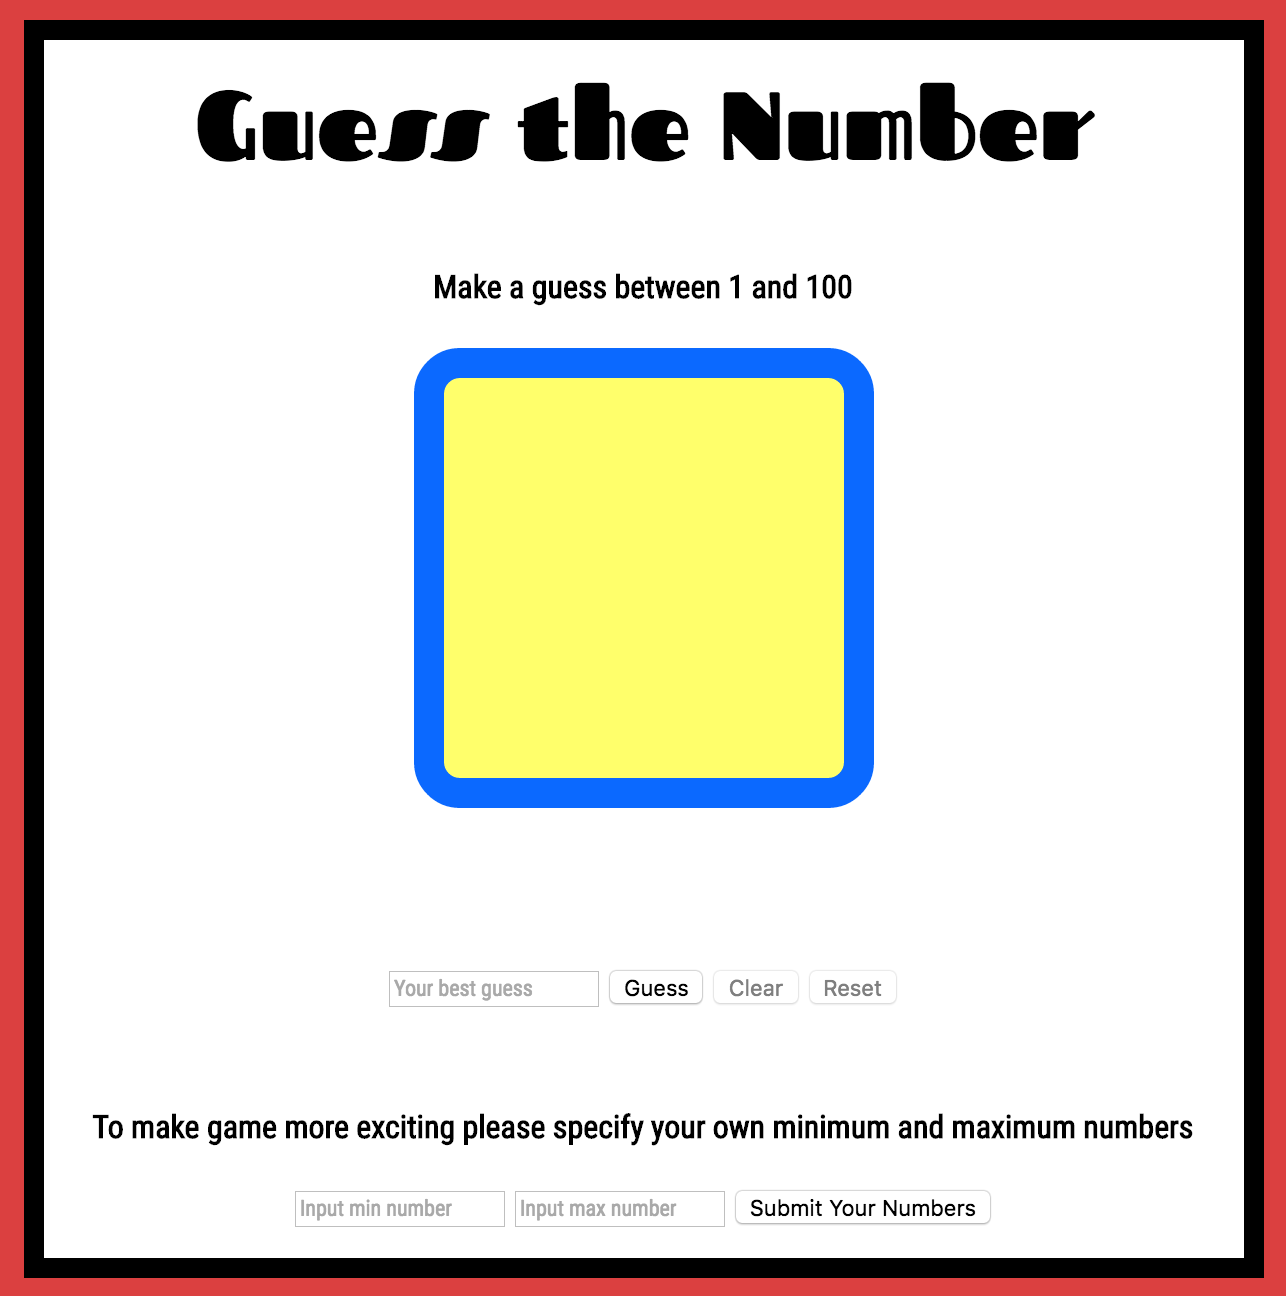 Guess the Number
Make a guess between 1 and 100
Your best guess Guess Clear Reset
To make game more exciting please specify your own minimum and maximum numbers
Input min number Input max number Submit Your Numbers